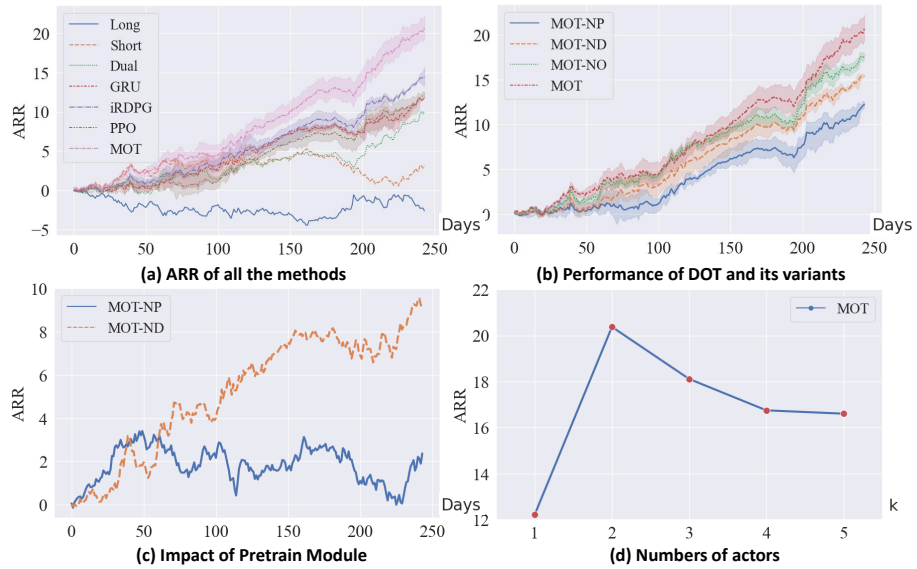 ARR
20
15
10
5
0
−5
Long
Short
Dual
GRU
iRDPG
PPO
MOT
0 50 100 150 200 250
Days
(a) ARR of all the methods
ARR
20
15
10
5
MOT-NP
MOT-ND
MOT-NO
MOT
0 50 100 150 200 250
Days
(b) Performance of DOT and its variants
ARR
10
8
6
4
2
0
MOT-NP
MOT-ND
0 50 100 150 200 250
Days
(c) Impact of Pretrain Module
ARR
22
20
18
16
14
12
MOT
1 2 3 4 5
k
(d) Numbers of actors